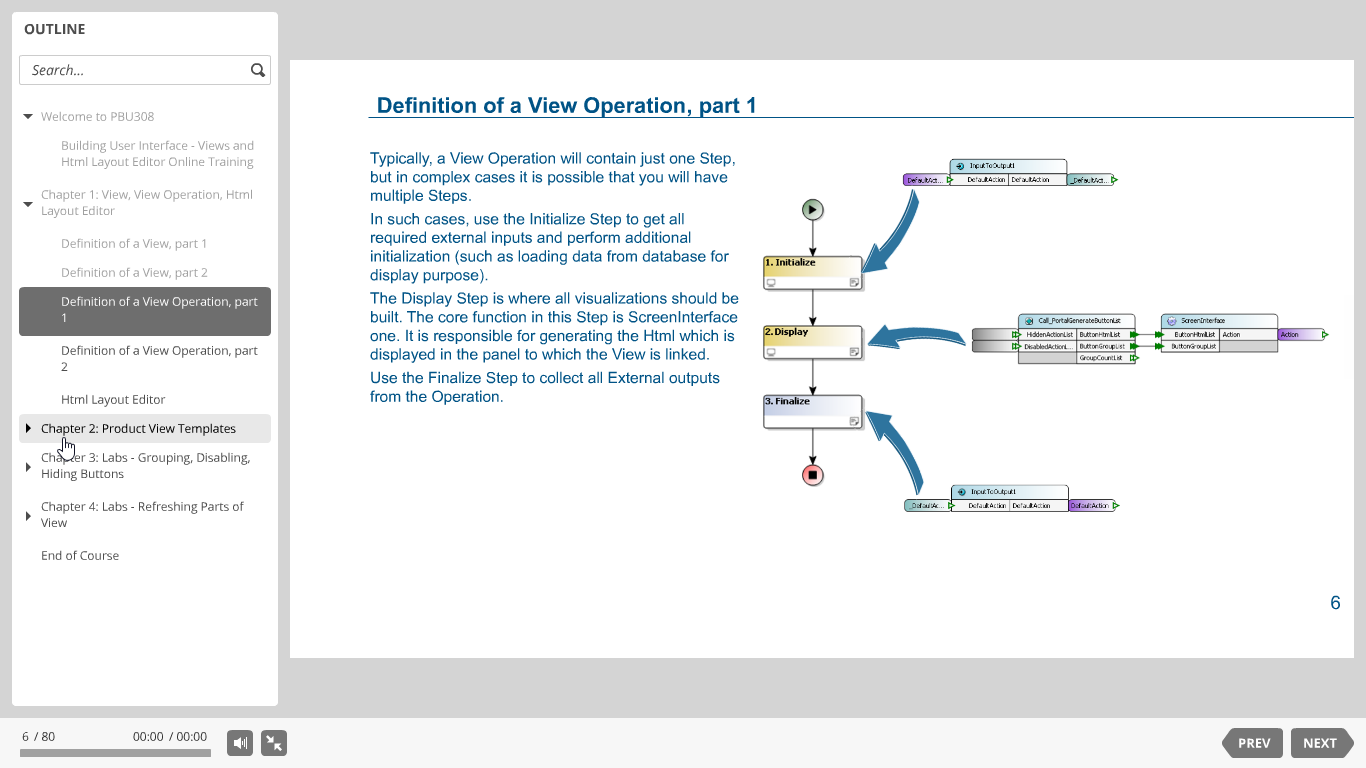 OUTLINE
Search...
Welcome to PBU308
Building User Interface - Views and
Html Layout Editor Online Training
Chapter 1: View, View Operation, Html
Layout Editor
Definition of a View, part 1
Definition of a View, part 2
Definition of a View Operation, part
1
Definition of a View Operation, part
2
Html Layout Editor
Chapter 2: Product View Templates
Chapter 3: Labs - Grouping, Disabling,
Hiding Buttons
Chapter 4: Labs - Refreshing Parts of
View
End of Course
Definition of a View Operation, part 1
Typically, a View Operation will contain just one Step,
but in complex cases it is possible that you will have
multiple Steps.
In such cases, use the Initialize Step to get all
required external inputs and perform additional
initialization (such as loading data from database for
display purpose).
The Display Step is where all visualizations should be
built. The core function in this Step is ScreenInterface
one. It is responsible for generating the Html which is
displayed in the panel to which the View is linked.
Use the Finalize Step to collect all External outputs
from the Operation.
InputToOutput1
DefaultAct... DefaultAction DefaultAction _DefaultAct...
1. Initialize
2.Display
Call_PortalGenerateButtonList
HiddenActionList ButtonHtmlList
DisabledActionL... ButtonGroupList
GroupCountList
ScreenInterface
ButtonHtmlList Action Action
ButtonGroupList
3. Finalize
InputToOutput1
_DefaultAc... DefaultAction DefaultAction DefaultAction
6
6 / 80
00:00 / 00:00
PREV
NEXT